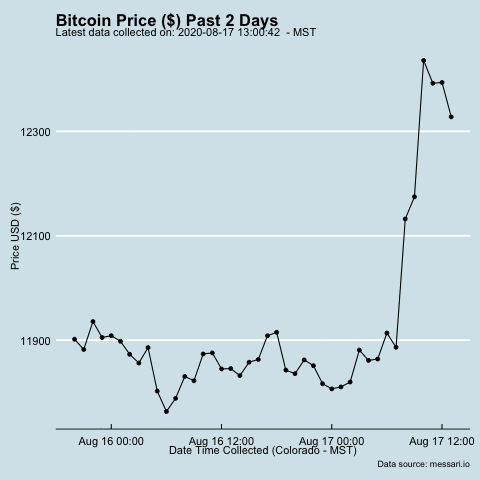 Bitcoin Price ($) Past 2 Days
Latest data collected on: 2020-08-17 13:00:42  - MST
12300
12100
Price USD ($)
11900
Aug 16 00:00 Aug 16 12:00 Aug 17 00:00 Aug 17 12:00
Date Time Collected (Colorado - MST)
Data source: messari.io